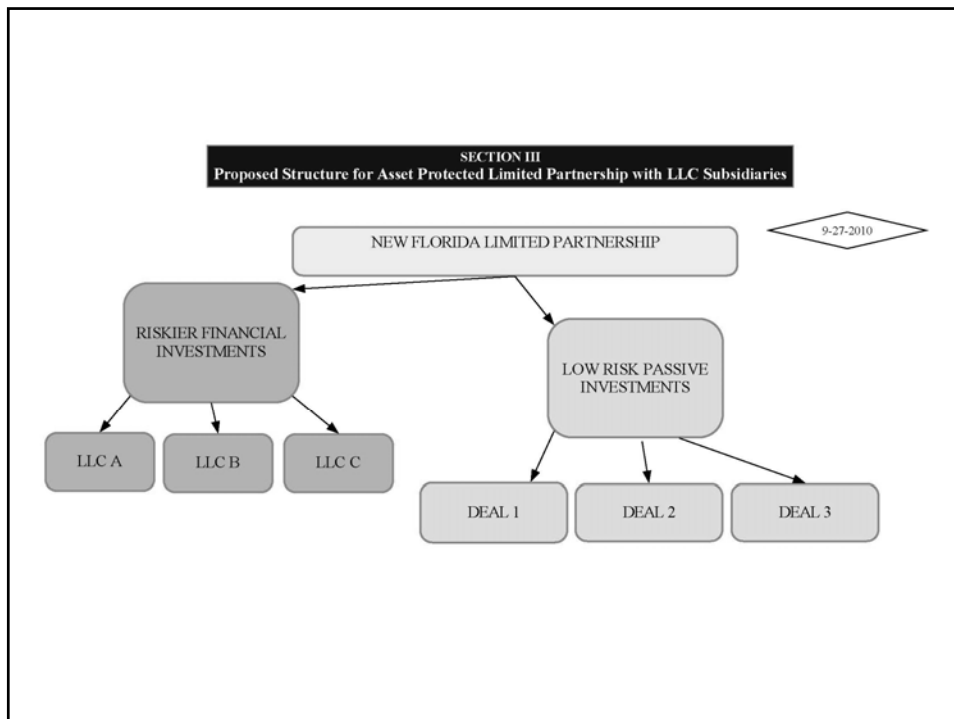 SECTION III
Proposed Structure for Asset Protected Limited Partnership with LLC Subsidiaries
NEW FLORIDA LIMITED PARTNERSHIP
9-27-2010
RISKIER FINANCIAL
INVESTMENTS
LOW RISK PASSIVE
INVESTMENTS
LLC A
LLC B
LLC C
DEAL 1
DEAL 2
DEAL 3